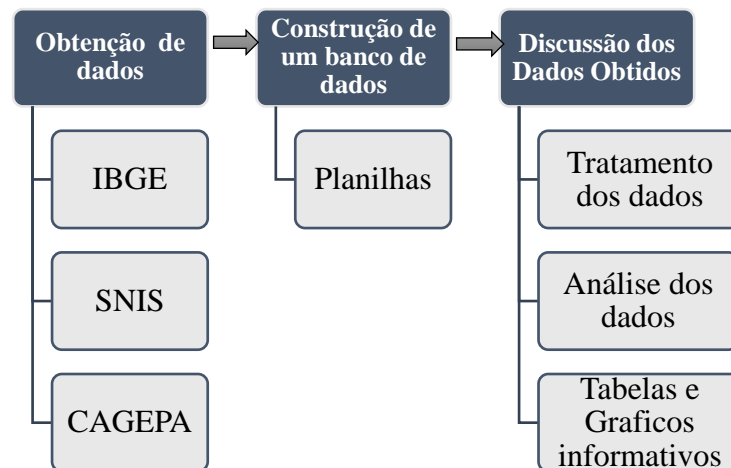 Obtenção de
dados
IBGE
SNIS
CAGEPA
Construção de
um banco de
dados
Planilhas
Discussão dos
Dados Obtidos
Tratamento
dos dados
Análise dos
dados
Tabelas e
Graficos
informativos